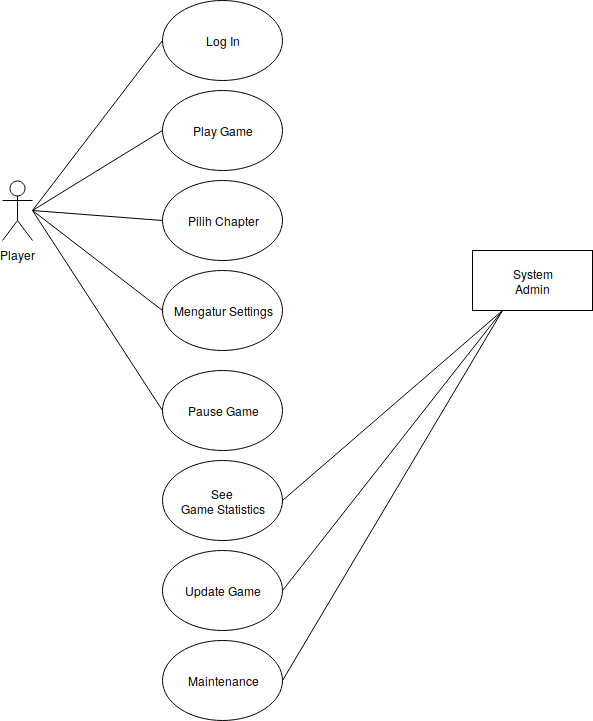 Log In
Play Game
Pilih Chapter
Player
System
Admin
Mengatur Settings
Pause Game
See
Game Statistics
Update Game
Maintenance